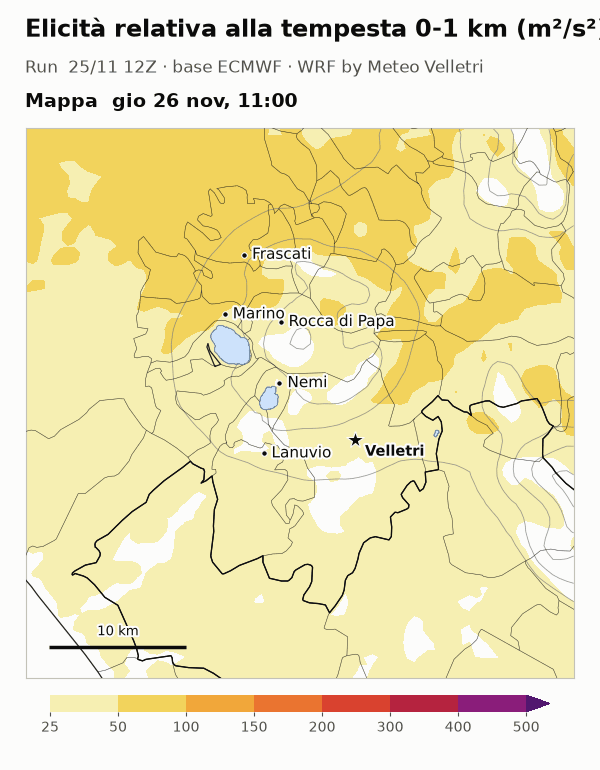 Elicità relativa alla tempesta 0-1 km (m²/s²)
Run  25/11 12Z · base ECMWF · WRF by Meteo Velletri
Mappa  gio 26 nov, 11:00
Frascati
Marino
Rocca di Papa
Nemi
Velletri
Lanuvio
10 km
25 50 100 150 200 300 400 500